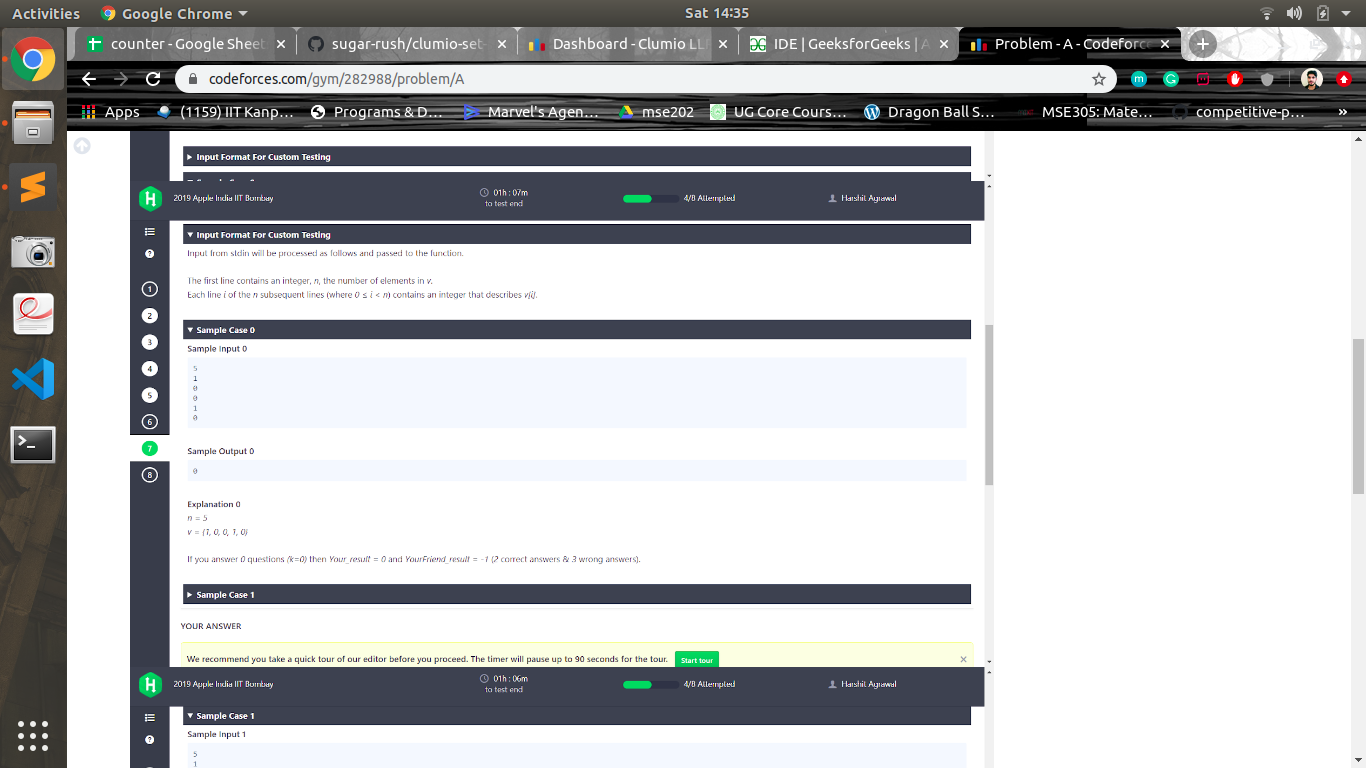 Activities Google Chrome Sat 14:35
counter - Google Sheet sugar-rush/clumio-set- Dashboard - Clumio LLP IDE | GeeksforGeeks | A Problem - A - Codeforc
codeforces.com/gym/282988/problem/A
Apps (1159) IIT Kanp... Programs & D... Marvel's Agen... mse202 UG Core Cours... Dragon Ball S... MSE305: Mate... competitive-p... »
Input Format For Custom Testing
2019 Apple India IIT Bombay 01h : 07m to test end 4/8 Attempted Harshit Agrawal
Input Format For Custom Testing
Input from stdin will be processed as follows and passed to the function.
The first line contains an integer, n, the number of elements in v.
Each line i of the n subsequent lines (where 0 ≤ i < n) contains an integer that describes v[i].
1
2
3
4
5
6
7
8
Sample Case 0
Sample Input 0
5
1
0
0
1
0
Sample Output 0
0
Explanation 0
n = 5
v = {1, 0, 0, 1, 0}
If you answer 0 questions (k=0) then Your_result = 0 and YourFriend_result = -1 (2 correct answers & 3 wrong answers).
Sample Case 1
YOUR ANSWER
We recommend you take a quick tour of our editor before you proceed. The timer will pause up to 90 seconds for the tour. Start tour
2019 Apple India IIT Bombay 01h : 06m to test end 4/8 Attempted Harshit Agrawal
Sample Case 1
Sample Input 1
5
1